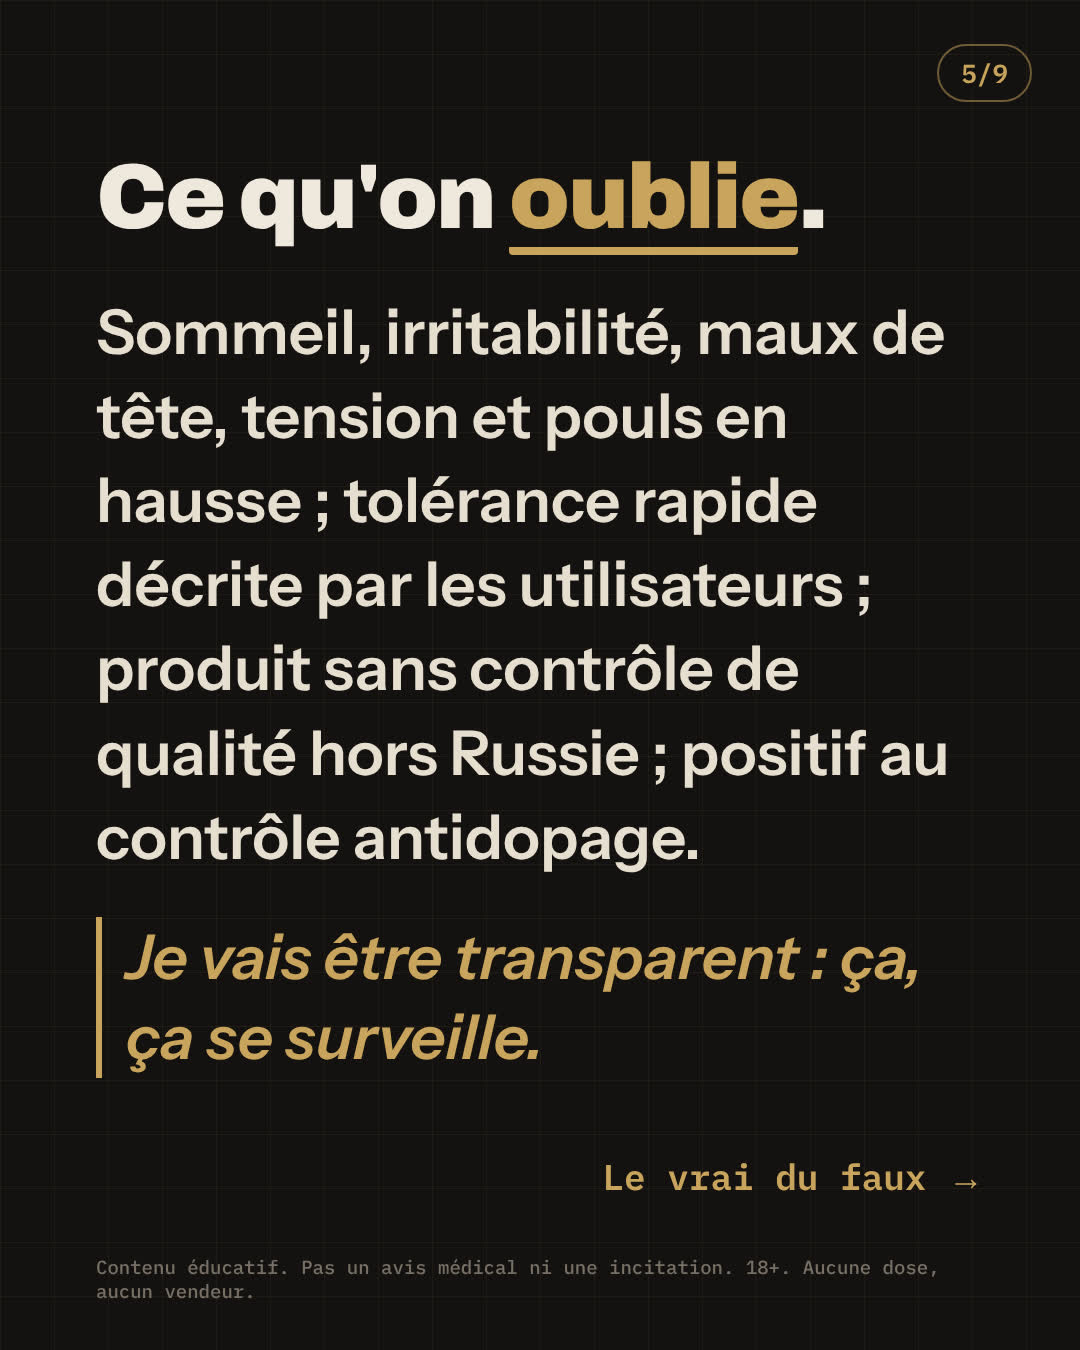 5/9
Ce qu'on oublie.
Sommeil, irritabilité, maux de
tête, tension et pouls en
hausse ; tolérance rapide
décrite par les utilisateurs ;
produit sans contrôle de
qualité hors Russie ; positif au
contrôle antidopage.
Je vais être transparent : ça,
ça se surveille.
Le vrai du faux →
Contenu éducatif. Pas un avis médical ni une incitation. 18+. Aucune dose,
aucun vendeur.